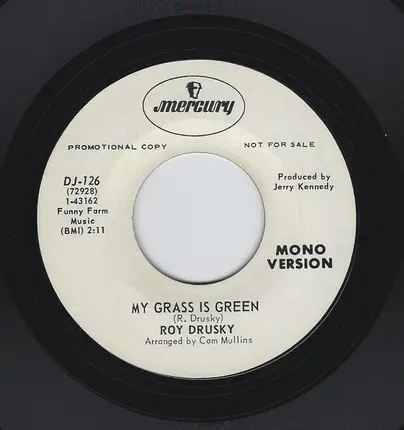 mercury
PROMOTIONAL COPY NOT FOR SALE
DJ-126
(72928)
1-43162
Funny Farm
Music
(BMI) 2:11
Produced by
Jerry Kennedy
MONO
VERSION
MY GRASS IS GREEN
(R. Drusky)
ROY DRUSKY
Arranged by Cam Mullins